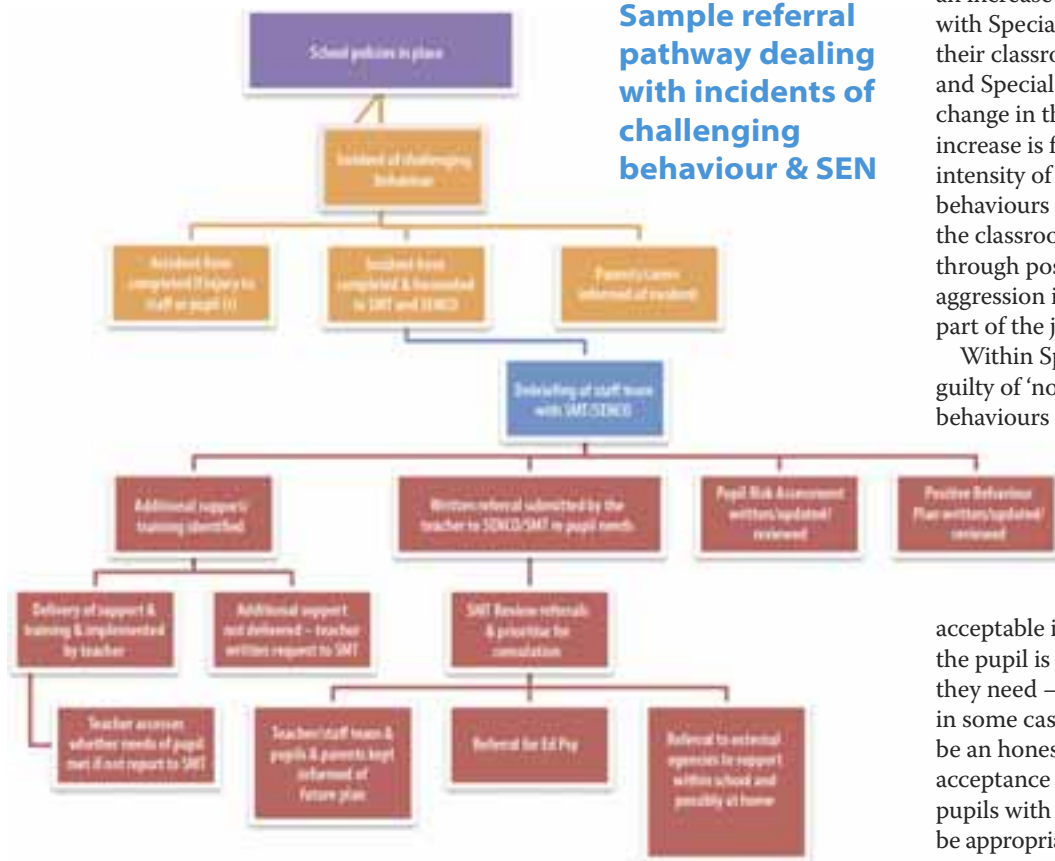 Sample referral
pathway dealing
with incidents of
challenging
behaviour & SEN
School policies in place
Incident of challenging
Behaviour
Accident form
completed if injury to
staff or pupil (s)
Incident form
completed & forwarded
to SMT and SENCO
Parents/carers
informed of incident
Debriefing of staff team
with SMT/SENCO
Additional support/
training identified
Written referral submitted by the
teacher to SENCO/SMT re pupil needs
Pupil Risk Assessment
written/updated/
reviewed
Positive Behaviour
Plan written/updated/
reviewed
Delivery of support &
training & implemented
by teacher
Additional support
not delivered – teacher
written request to SMT
SMT Review referrals
& prioritise for
consultation
Teacher assesses
whether needs of pupil
met if not report to SMT
Teacher/staff team &
pupils & parents kept
informed of
future plan
Referral for Ed Psy
Referral to external
agencies to support
within school and
possibly at home
an increase
with Specia
their classro
and Special
change in th
increase is f
intensity of
behaviours
the classroo
through pos
aggression i
part of the j
Within Sp
guilty of ‘no
behaviours
acceptable i
the pupil is
they need –
in some cas
be an hones
acceptance
pupils with
be appropria